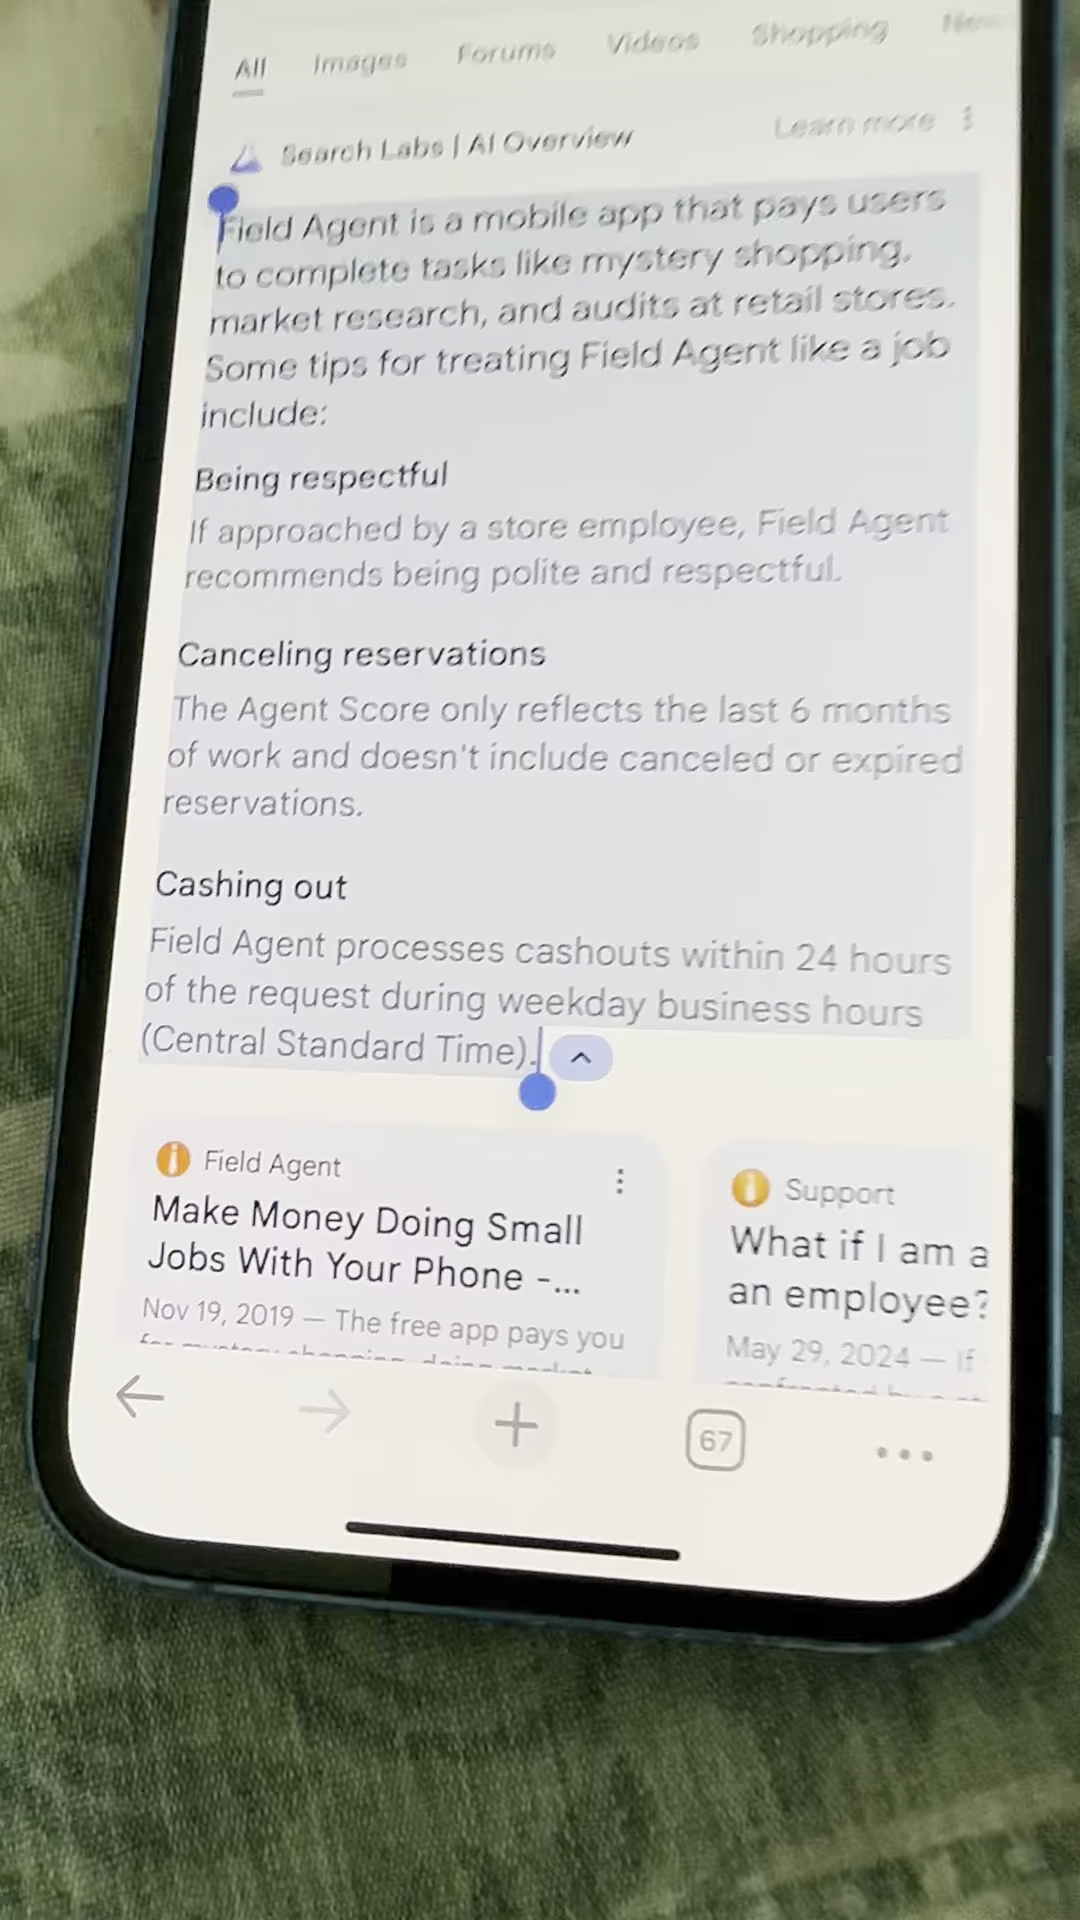 All Images Forums Videos Shopping
Search Labs | AI Overview Learn more
Field Agent is a mobile app that pays users
to complete tasks like mystery shopping,
market research, and audits at retail stores.
Some tips for treating Field Agent like a job
include:
Being respectful
If approached by a store employee, Field Agent
recommends being polite and respectful.
Canceling reservations
The Agent Score only reflects the last 6 months
of work and doesn't include canceled or expired
reservations.
Cashing out
Field Agent processes cashouts within 24 hours
of the request during weekday business hours
(Central Standard Time).
Field Agent
Make Money Doing Small
Jobs With Your Phone -...
Nov 19, 2019 — The free app pays you
Support
What if I am a
an employee?
May 29, 2024 — If
67